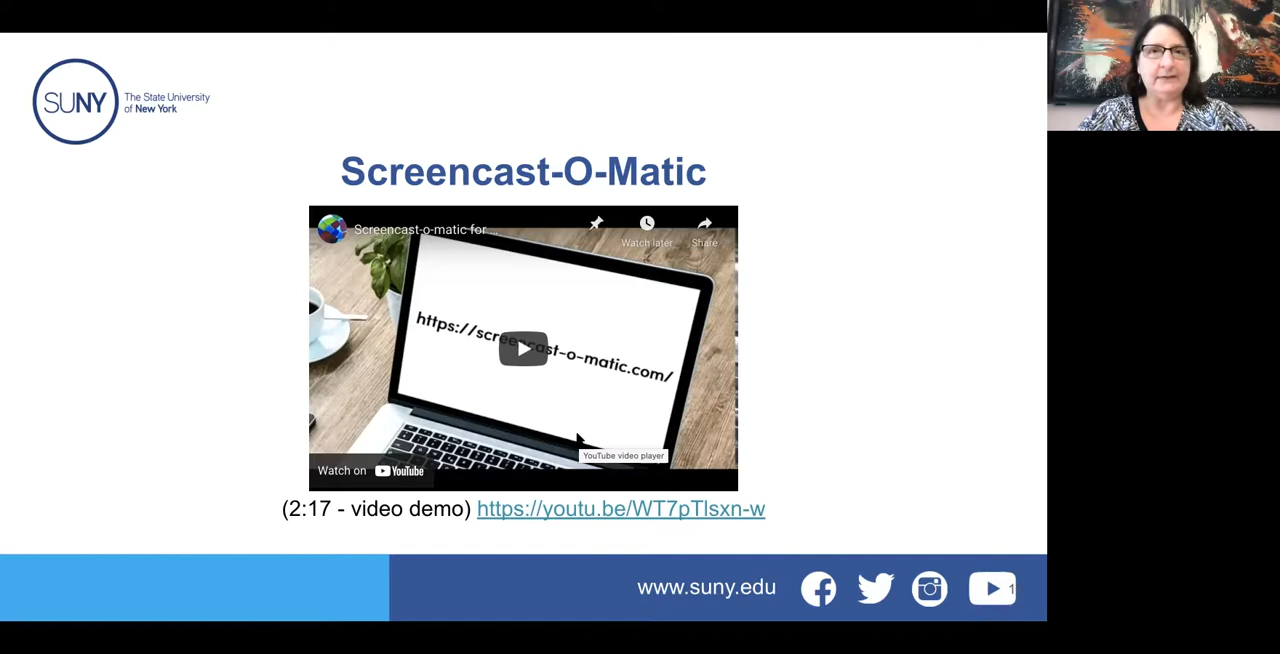 SUNY
The State University
of New York
Screencast-O-Matic
Screencast-o-matic for ...
Watch later
Share
https://screencast-o-matic.com/
YouTube video player
Watch on YouTube
(2:17 - video demo) https://youtu.be/WT7pTlsxn-w
www.suny.edu
1